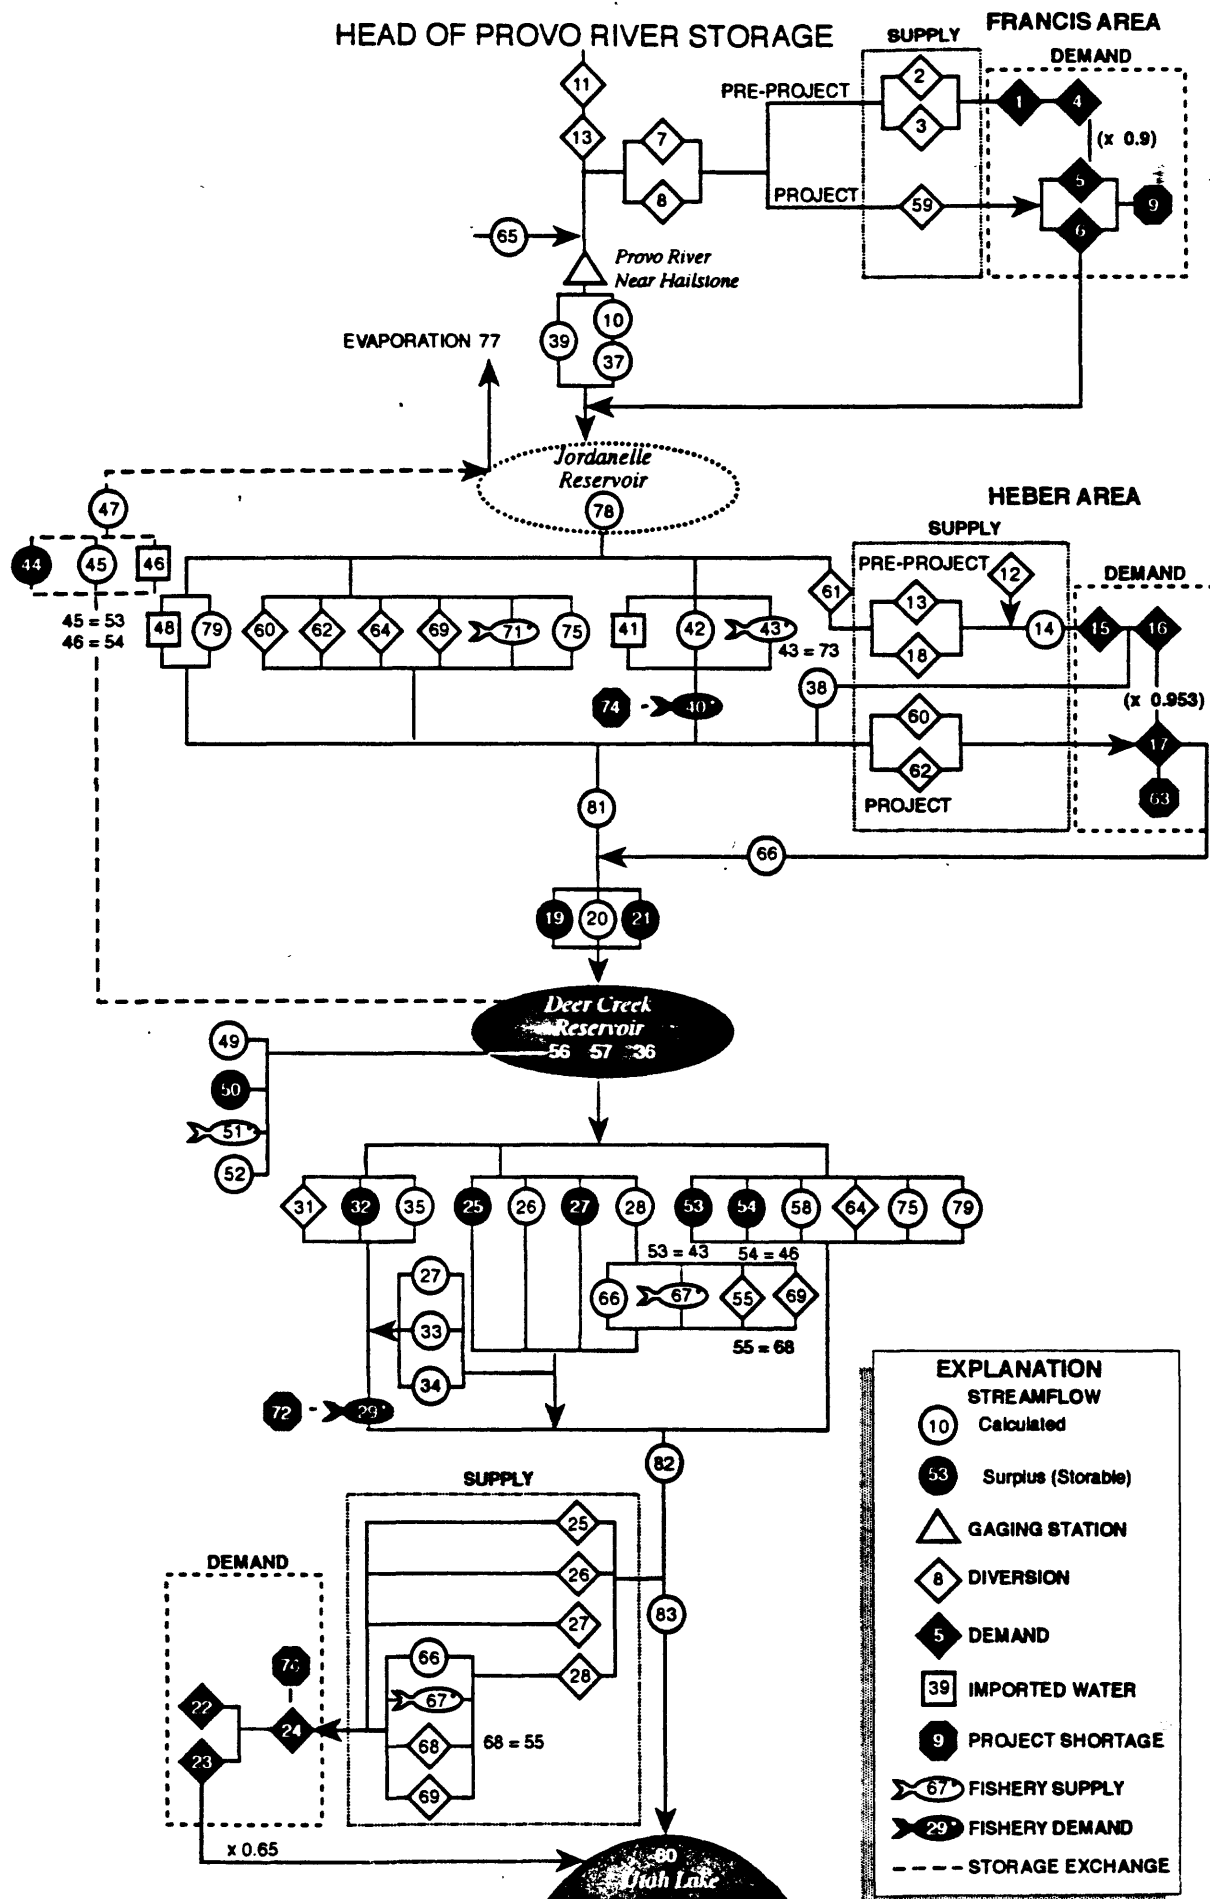 HEAD OF PROVO RIVER STORAGE
FRANCIS AREA
SUPPLY
DEMAND
11
2
PRE-PROJECT
1
4
3
13
7
(x 0.9)
5
PROJECT
8
59
9
6
65
Provo River
Near Hailstone
10
39
37
EVAPORATION 77
Jordanelle
Reservoir
78
47
HEBER AREA
SUPPLY
44
45
46
PRE-PROJECT
12
DEMAND
61
13
45 = 53
46 = 54
48
79
60
62
64
69
71
75
41
42
43
43 = 73
14
15
16
18
38
74
40
(x 0.953)
60
17
62
63
PROJECT
81
66
19
20
21
Deer Creek
Reservoir
56 57 36
49
50
51
52
31
32
35
25
26
27
28
53
54
58
64
75
79
53 = 43
54 = 46
27
66
67
55
69
33
55 = 68
34
72
29
82
SUPPLY
25
DEMAND
26
83
27
66
28
76
67
22
24
68
68 = 55
23
69
x 0.65
80
Utah Lake
EXPLANATION
STREAMFLOW
10 Calculated
53 Surplus (Storable)
GAGING STATION
8 DIVERSION
5 DEMAND
39 IMPORTED WATER
9 PROJECT SHORTAGE
67 FISHERY SUPPLY
29 FISHERY DEMAND
STORAGE EXCHANGE